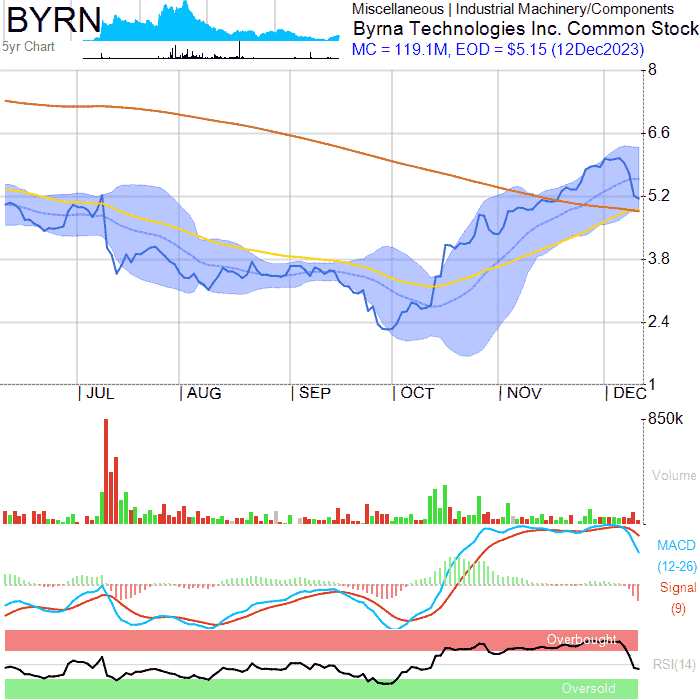 BYRN
5yr Chart
Miscellaneous | Industrial Machinery/Components
Byrna Technologies Inc. Common Stock
MC = 119.1M, EOD = $5.15 (12Dec2023)
8
6.6
5.2
3.8
2.4
1
JUL AUG SEP OCT NOV DEC
850k
Volume
MACD
(12-26)
Signal
(9)
Overbought
RSI(14)
Oversold